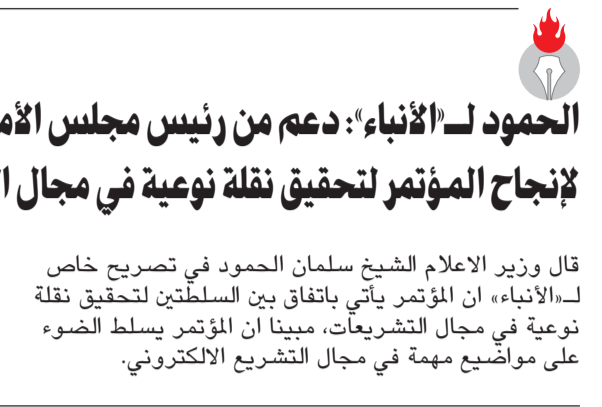 الحمود لـ«الأنباء»: دعم من رئيس مجلس
لإنجاح المؤتمر لتحقيق نقلة نوعية في مجال
قال وزير الاعلام الشيخ سلمان الحمود في تصريح خاص
لـ«الأنباء» ان المؤتمر يأتي باتفاق بين السلطتين لتحقيق نقلة
نوعية في مجال التشريعات، مبينا ان المؤتمر يسلط الضوء
على مواضيع مهمة في مجال التشريع الالكتروني.